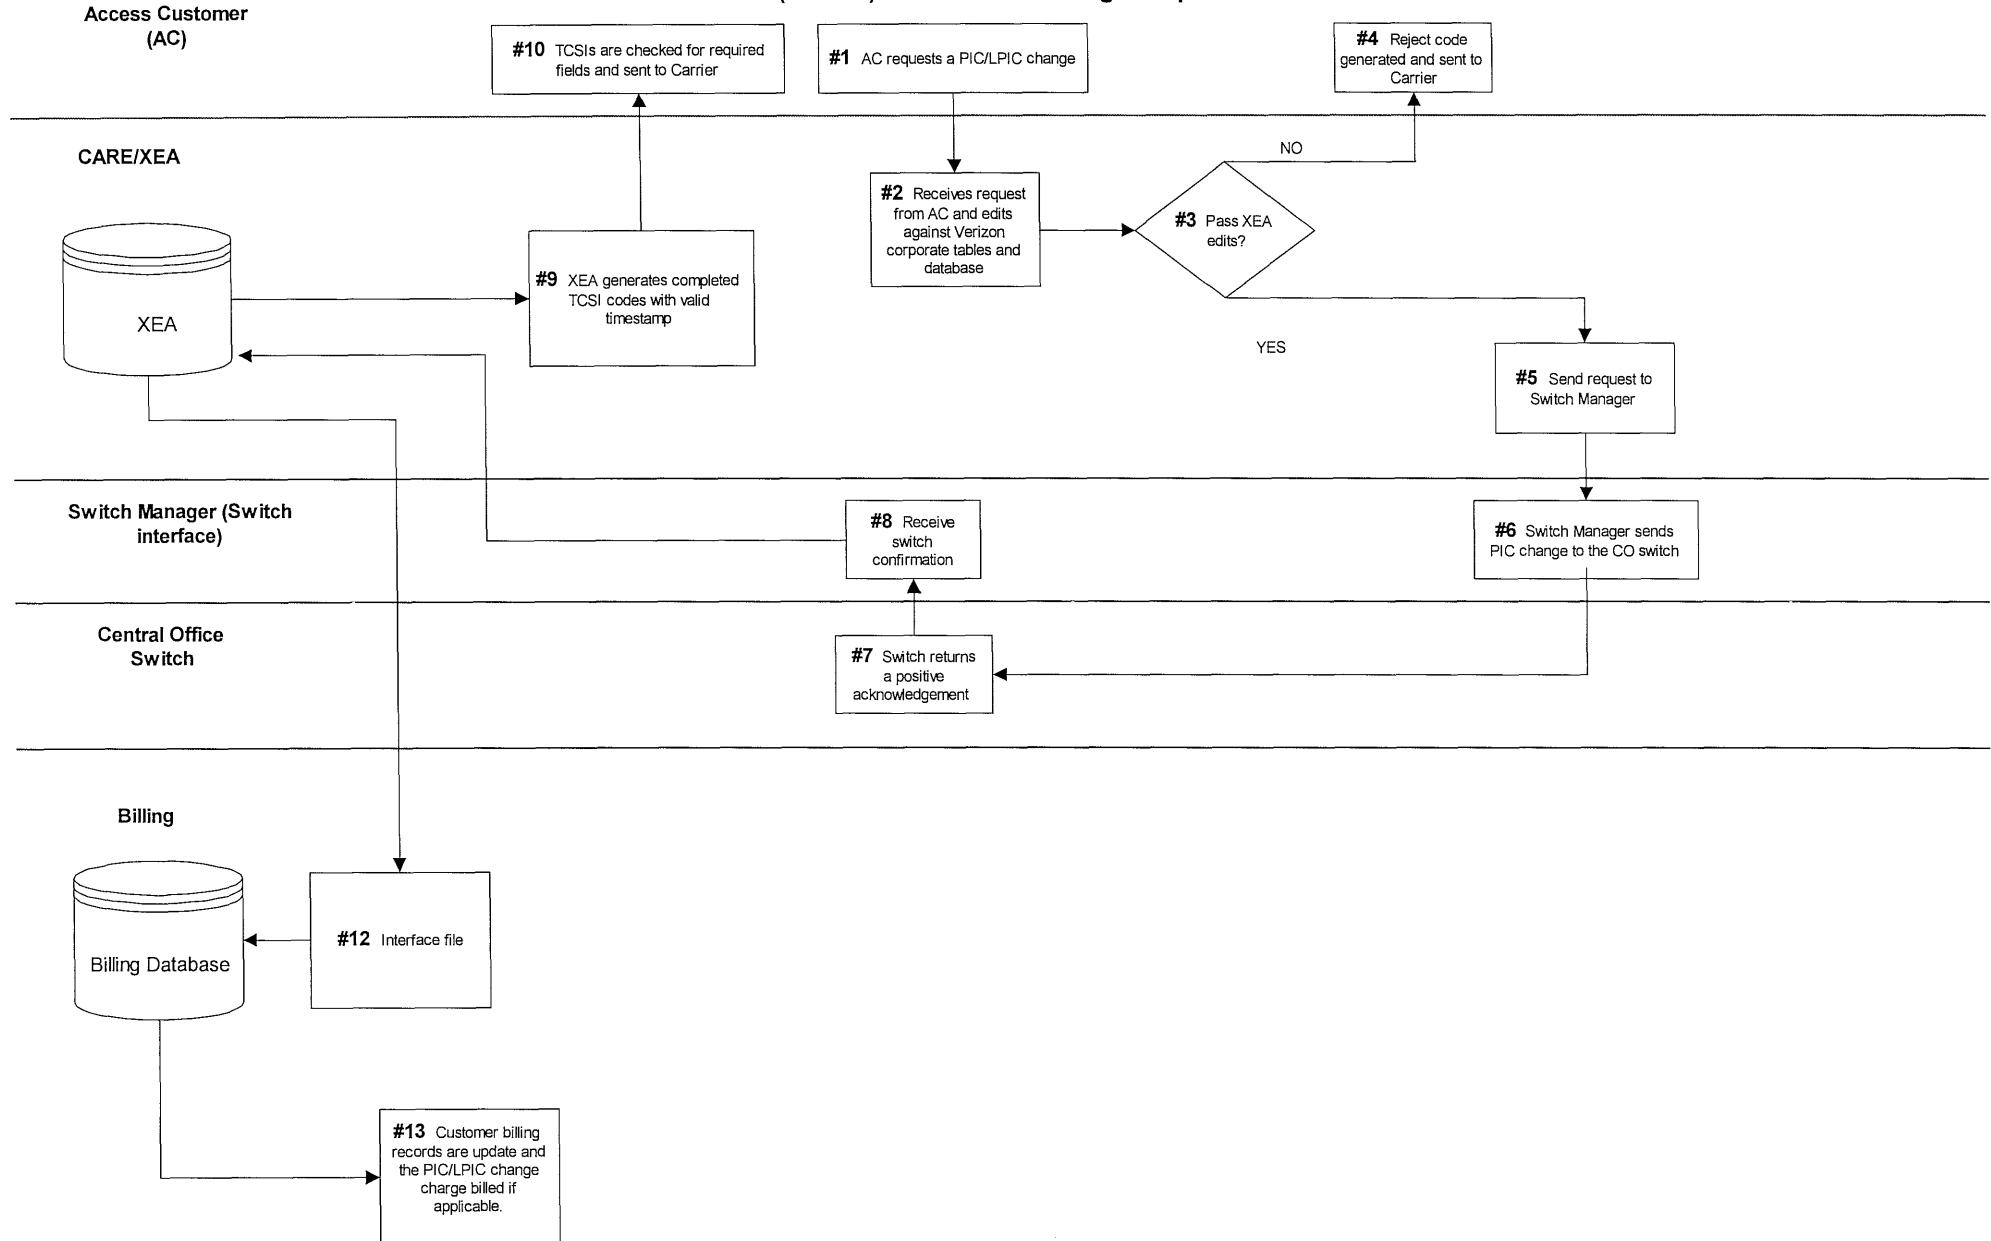 Access Customer
(AC)
#10 TCSIs are checked for required
fields and sent to Carrier
#1 AC requests a PIC/LPIC change
#4 Reject code
generated and sent to
Carrier
CARE/XEA
NO
#2 Receives request
from AC and edits
against Verizon
corporate tables and
database
#3 Pass XEA
edits?
#9 XEA generates completed
TCSI codes with valid
timestamp
XEA
YES
#5 Send request to
Switch Manager
Switch Manager (Switch
interface)
#8 Receive
switch
confirmation
#6 Switch Manager sends
PIC change to the CO switch
Central Office
Switch
#7 Switch returns
a positive
acknowledgement
Billing
#12 Interface file
Billing Database
#13 Customer billing
records are update and
the PIC/LPIC change
charge billed if
applicable.